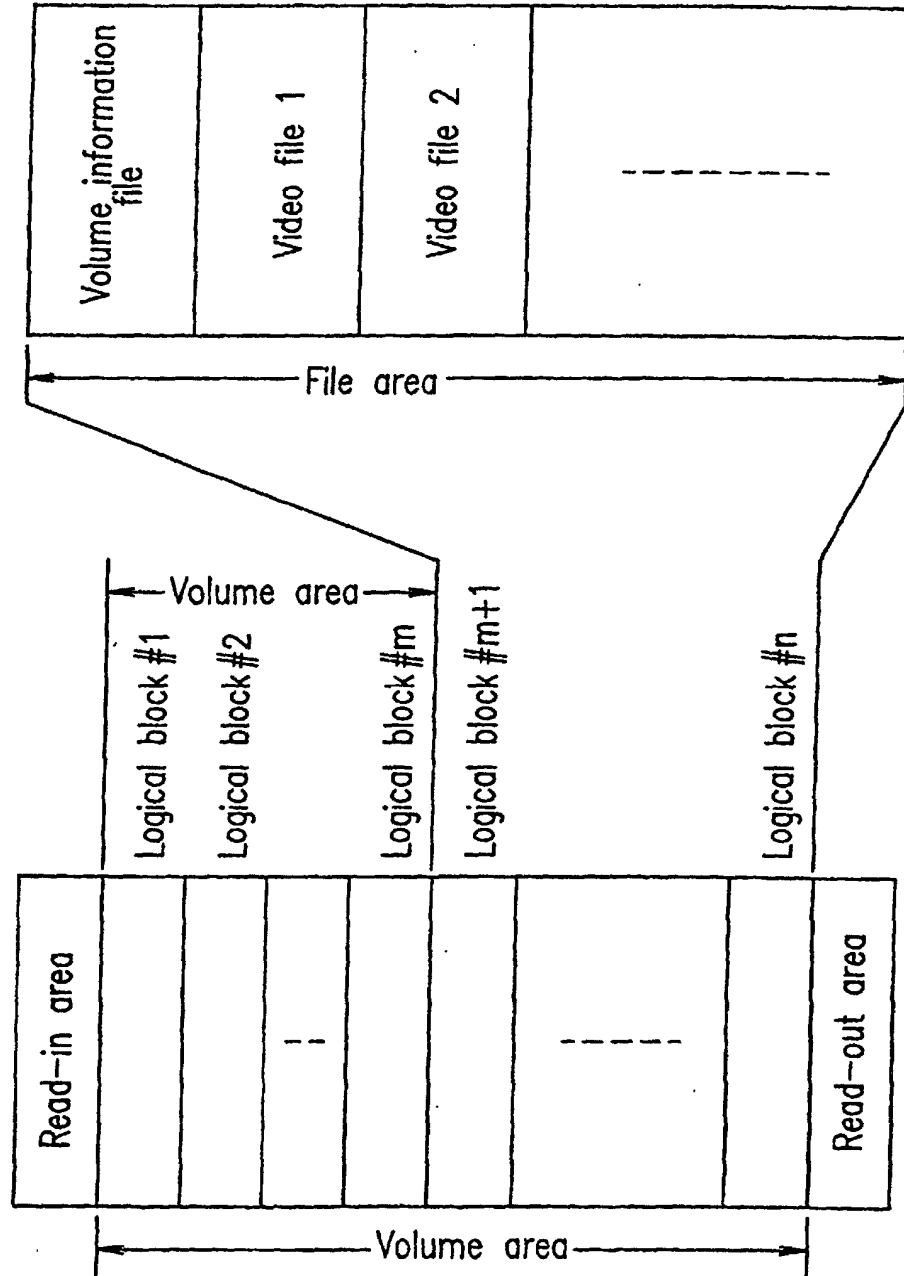 Volume area
Read-in area
Read-out area
Logical block #1
Logical block #2
Logical block #m
Logical block #m+1
Logical block #n
Volume area
File area
Volume information
file
Video file 1
Video file 2